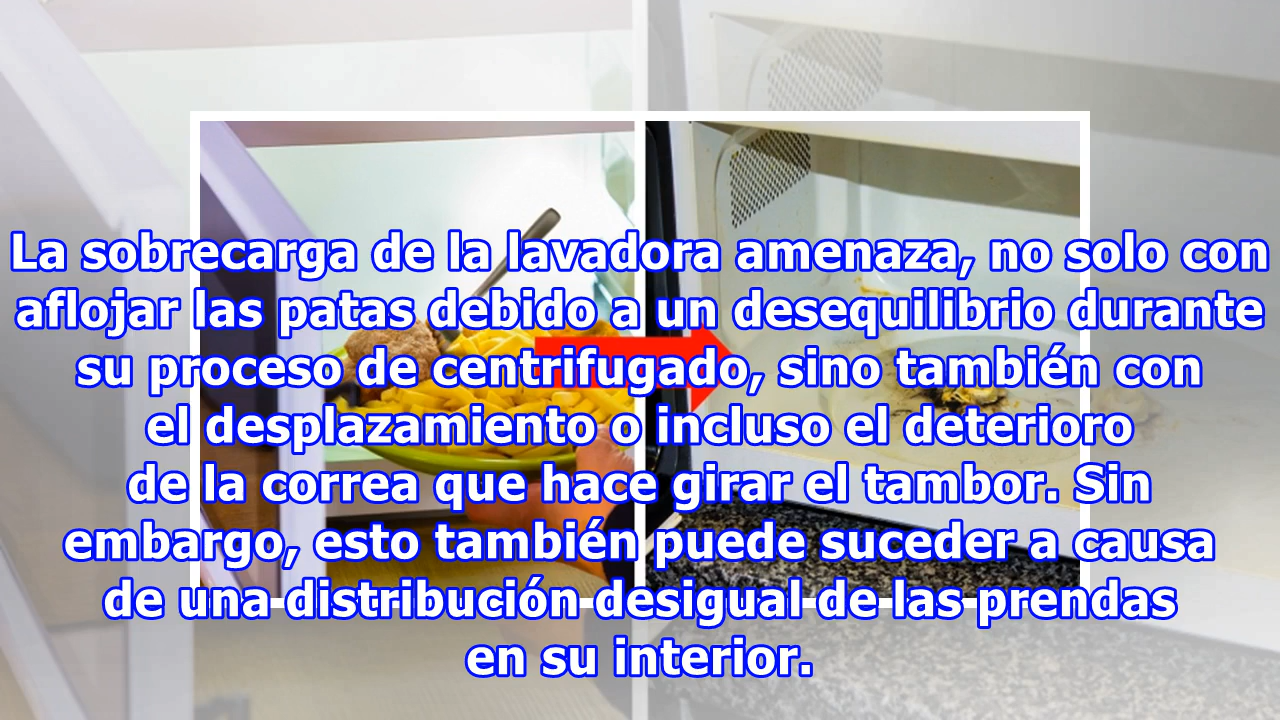 La sobrecarga de la lavadora amenaza, no solo con
aflojar las patas debido a un desequilibrio durante
su proceso de centrifugado, sino también con
el desplazamiento o incluso el deterioro
de la correa que hace girar el tambor. Sin
embargo, esto también puede suceder a causa
de una distribución desigual de las prendas
en su interior.